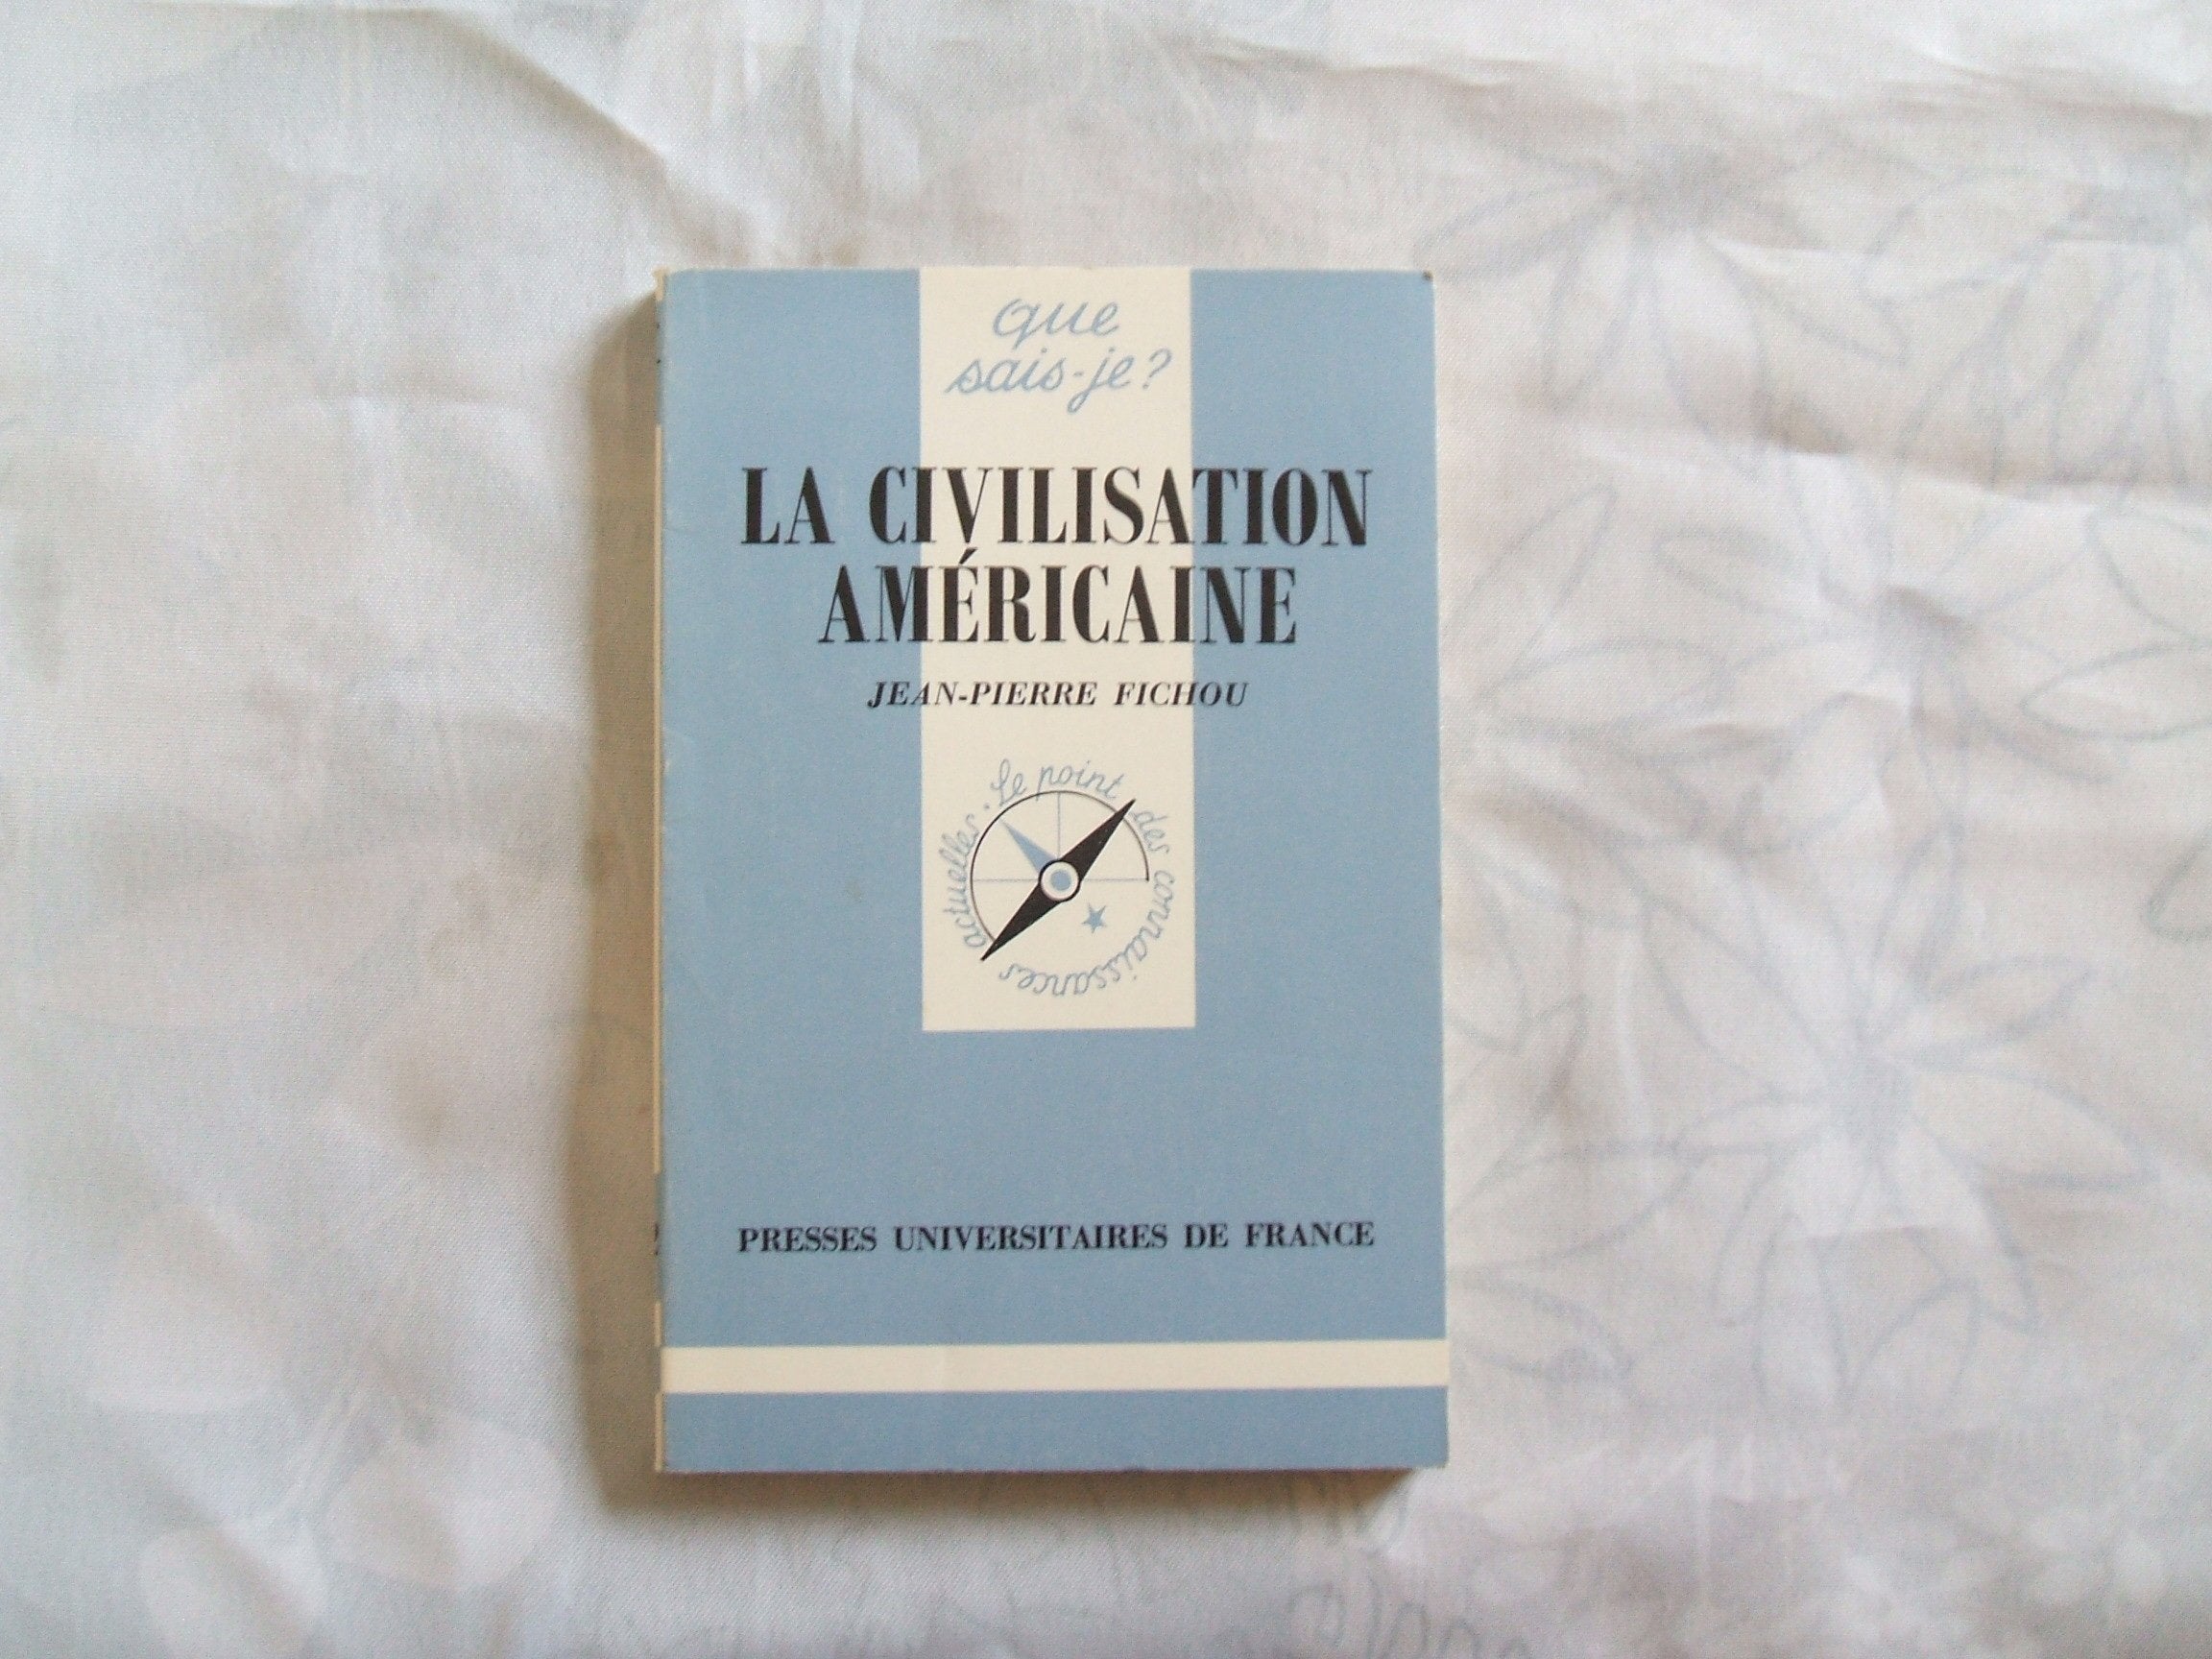 que
sais-je?
LA CIVILISATION
AMÉRICAINE
JEAN-PIERRE FICHOU
Le point des connaissances actuelles.
PRESSES UNIVERSITAIRES DE FRANCE